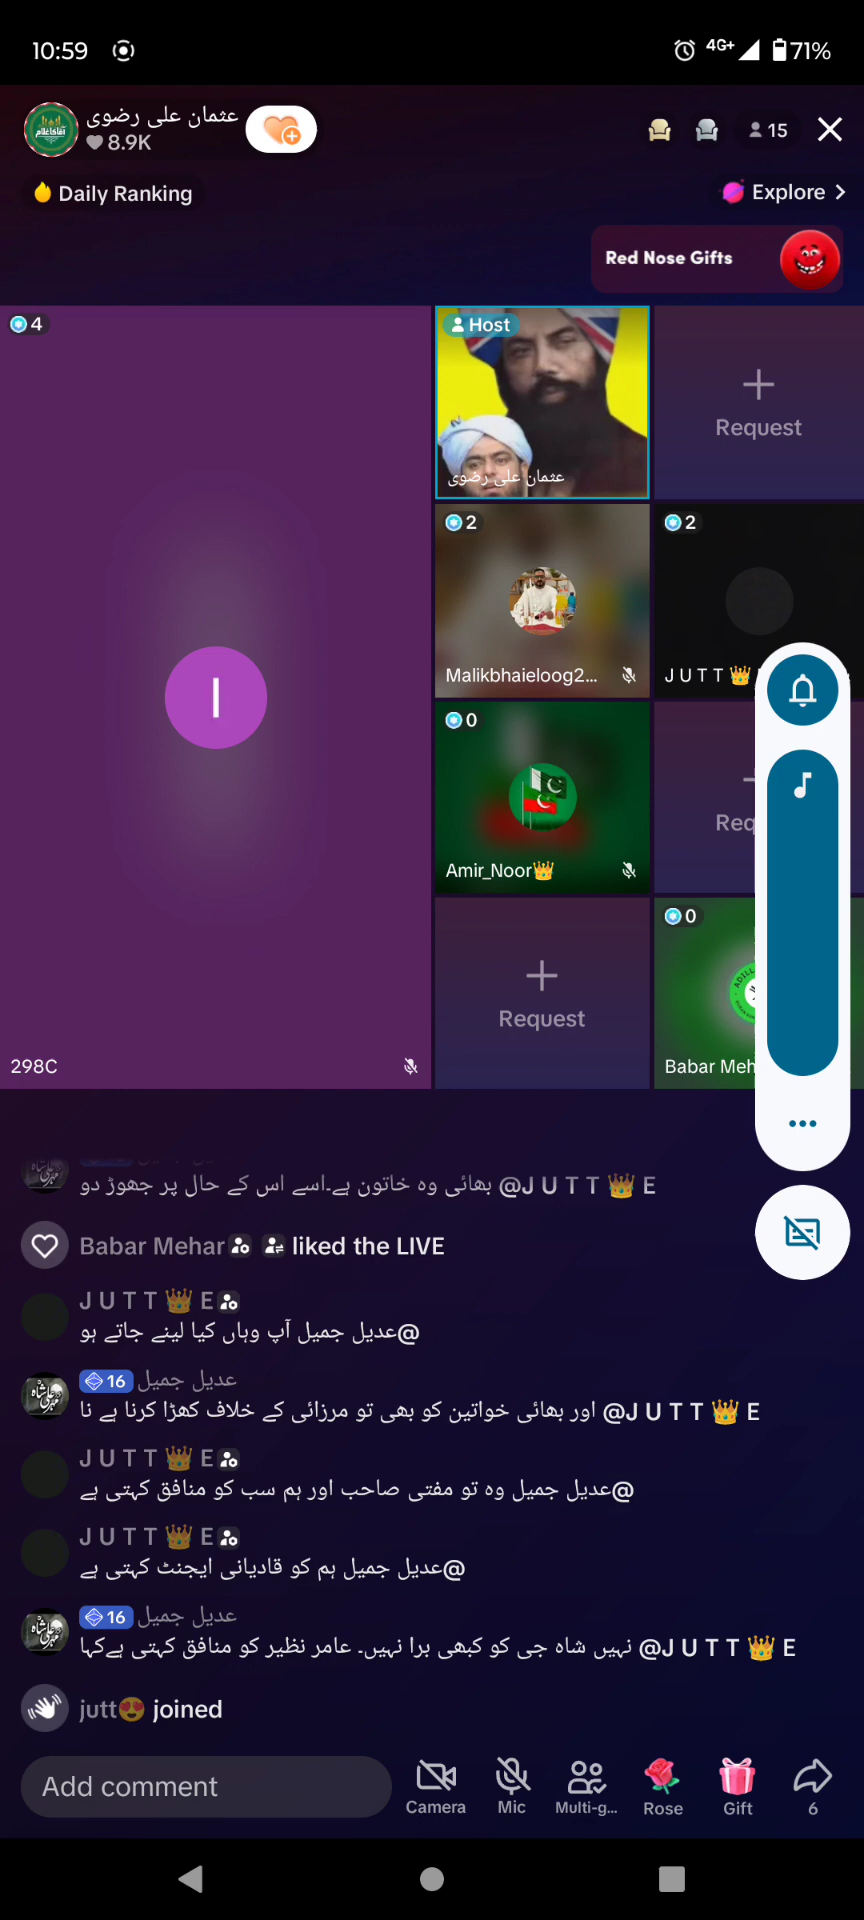 10:59
4G+
71%
عثمان علی رضوی
8.9K
15
Daily Ranking
Explore
Red Nose Gifts
4
Host
عثمان علی رضوی
Request
2
2
Malikbhaieloog2...
J U T T 👑
0
Amir_Noor👑
Req
Request
0
Babar Meh
298C
@J U T T 👑 E بھائی وہ خاتون ہے۔اسے اس کے حال پر جھوڑ دو
Babar Mehar liked the LIVE
J U T T 👑 E
@عدیل جمیل آپ وہاں کیا لینے جاتے ہو
16 عدیل جمیل
@J U T T 👑 E اور بھائی خواتین کو بھی تو مرزائی کے خلاف کھڑا کرنا ہے نا
J U T T 👑 E
@عدیل جمیل وہ تو مفتی صاحب اور ہم سب کو منافق کہتی ہے
J U T T 👑 E
@عدیل جمیل ہم کو قادیانی ایجنٹ کہتی ہے
16 عدیل جمیل
@J U T T 👑 E نہیں شاہ جی کو کبھی برا نہیں۔ عامر نظیر کو منافق کہتی ہےکہا
jutt😍 joined
Add comment
Camera
Mic
Multi-g...
Rose
Gift
6